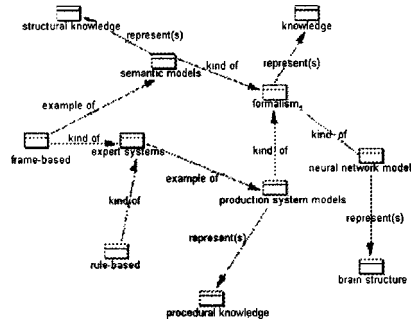 structural knowledge
knowledge
represent(s)
represent(s)
semantic models
kind of
formalism
example of
kind of
kind of
frame-based
expert systems
kind of
neural network model
example of
production system models
kind of
represent(s)
represent(s)
rule-based
brain structure
procedural knowledge